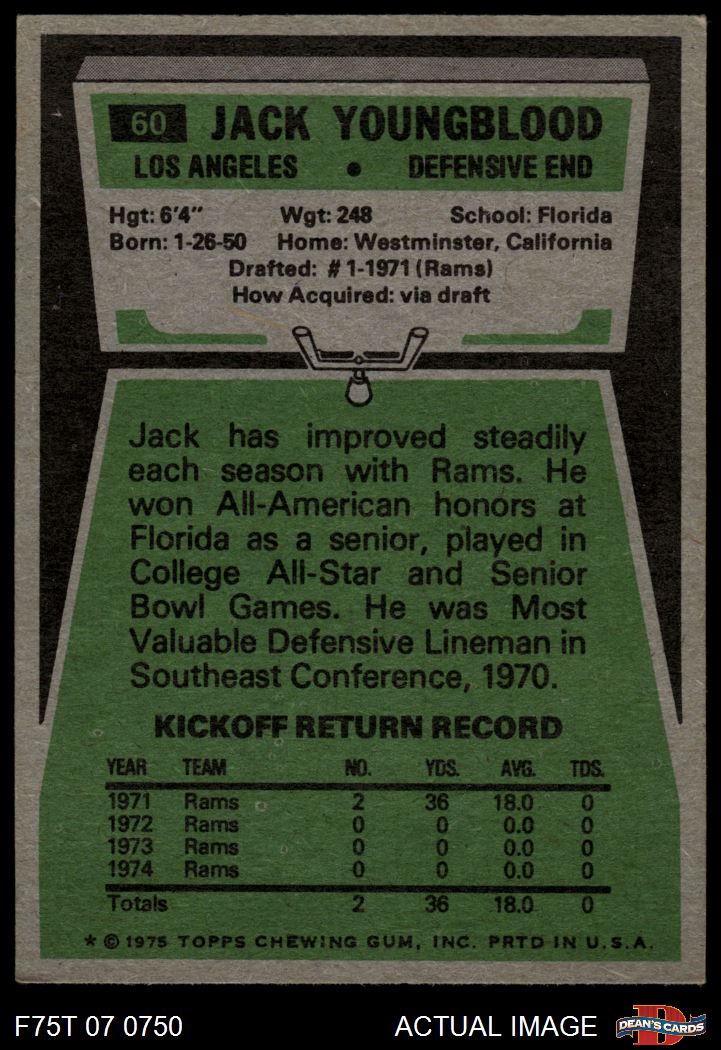 60 JACK YOUNGBLOOD
LOS ANGELES • DEFENSIVE END
Hgt: 6'4" Wgt: 248 School: Florida
Born: 1-26-50 Home: Westminster, California
Drafted: #1-1971 (Rams)
How Acquired: via draft
Jack has improved steadily
each season with Rams. He
won All-American honors at
Florida as a senior, played in
College All-Star and Senior
Bowl Games. He was Most
Valuable Defensive Lineman in
Southeast Conference, 1970.
KICKOFF RETURN RECORD
YEAR TEAM NO. YDS. AVG. TDS.
1971 Rams 2 36 18.0 0
1972 Rams 0 0 0.0 0
1973 Rams 0 0 0.0 0
1974 Rams 0 0 0.0 0
Totals 2 36 18.0 0
* © 1975 TOPPS CHEWING GUM, INC. PRTD IN U.S.A.
F75T 07 0750 ACTUAL IMAGE D DEAN'S CARDS